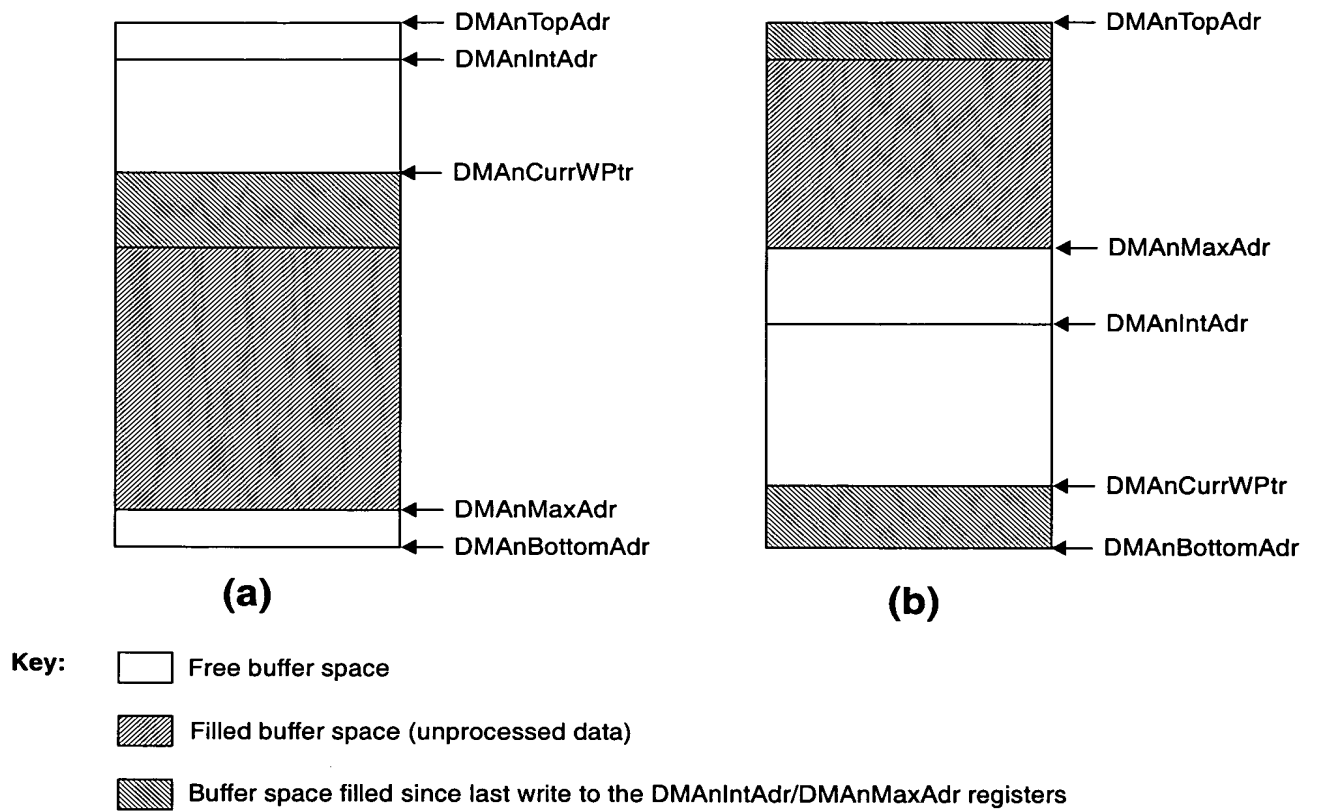 DMAnTopAdr
DMAnIntAdr
DMAnCurrWPtr
DMAnMaxAdr
DMAnBottomAdr
(a)
DMAnTopAdr
DMAnMaxAdr
DMAnIntAdr
DMAnCurrWPtr
DMAnBottomAdr
(b)
Key:
Free buffer space
Filled buffer space (unprocessed data)
Buffer space filled since last write to the DMAnIntAdr/DMAnMaxAdr registers